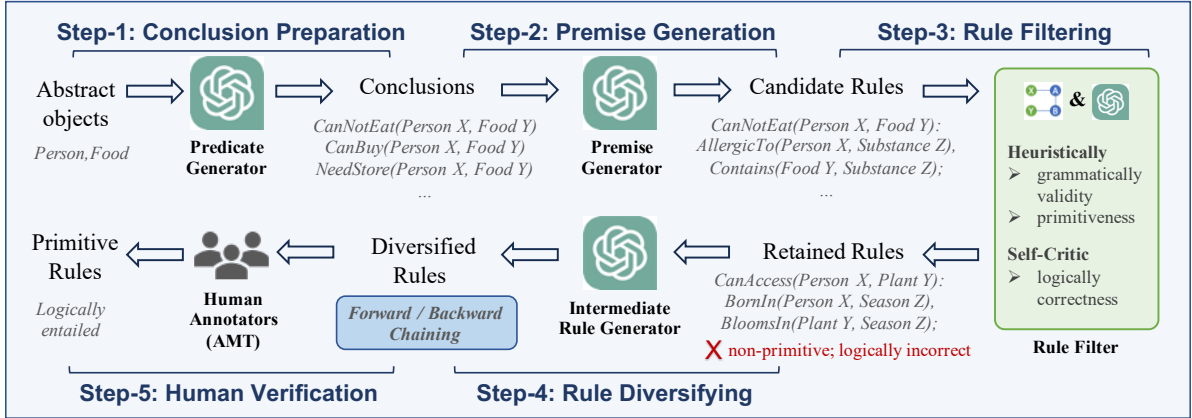 Step-1: Conclusion Preparation
Step-2: Premise Generation
Step-3: Rule Filtering
Abstract
objects
Person,Food
Predicate
Generator
Conclusions
CanNotEat(Person X, Food Y)
CanBuy(Person X, Food Y)
NeedStore(Person X, Food Y)
...
Premise
Generator
Candidate Rules
CanNotEat(Person X, Food Y):
AllergicTo(Person X, Substance Z),
Contains(Food Y, Substance Z);
...
X A
Y B
&
Heuristically
➢ grammatically
validity
➢ primitiveness
Self-Critic
➢ logically
correctness
Rule Filter
Retained Rules
CanAccess(Person X, Plant Y):
BornIn(Person X, Season Z),
BloomsIn(Plant Y, Season Z);
X non-primitive; logically incorrect
Intermediate
Rule Generator
Diversified
Rules
Forward / Backward
Chaining
Human
Annotators
(AMT)
Primitive
Rules
Logically
entailed
Step-5: Human Verification
Step-4: Rule Diversifying